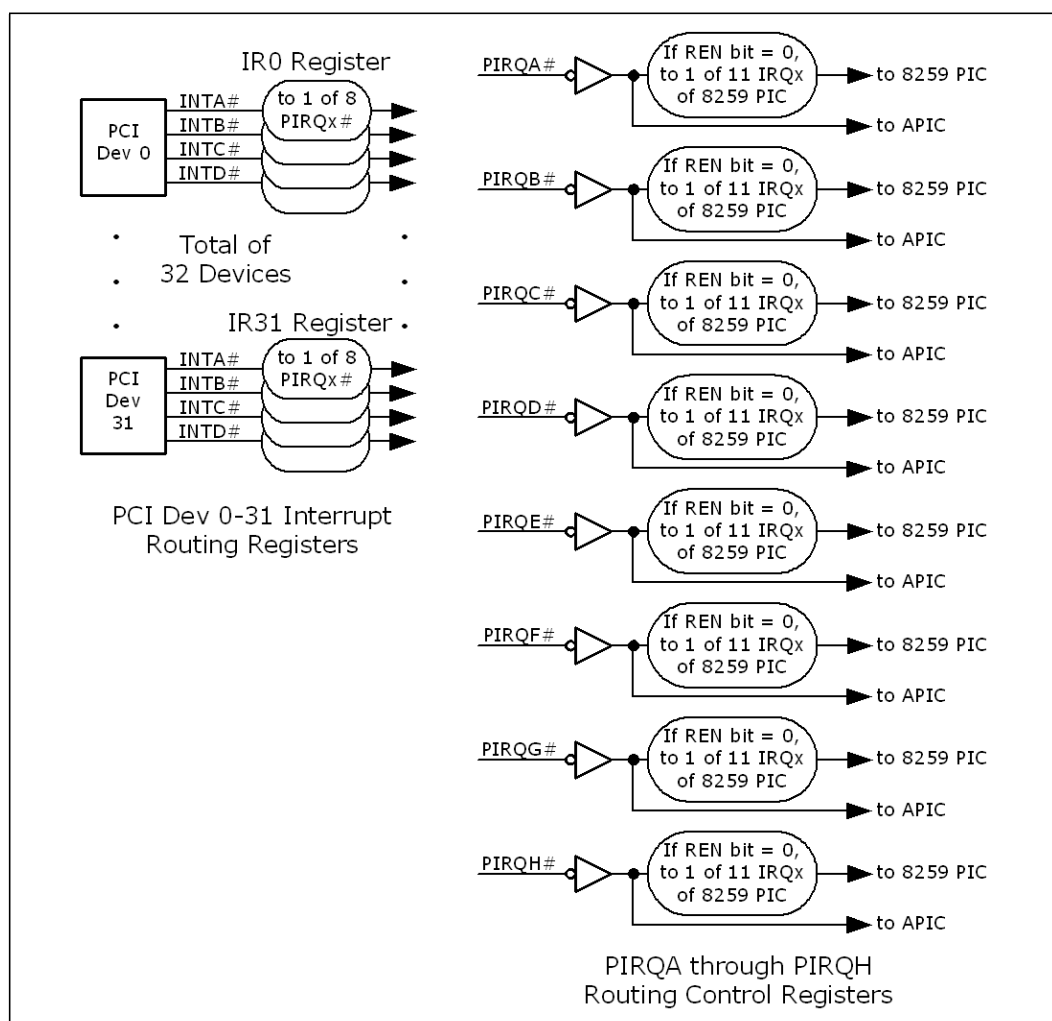 IR0 Register
INTA#
INTB#
INTC#
INTD#
PCI
Dev 0
to 1 of 8
PIRQx#
Total of
32 Devices
IR31 Register
INTA#
INTB#
INTC#
INTD#
PCI
Dev
31
to 1 of 8
PIRQx#
PCI Dev 0-31 Interrupt
Routing Registers
PIRQA#
If REN bit = 0,
to 1 of 11 IRQx
of 8259 PIC
to 8259 PIC
to APIC
PIRQB#
If REN bit = 0,
to 1 of 11 IRQx
of 8259 PIC
to 8259 PIC
to APIC
PIRQC#
If REN bit = 0,
to 1 of 11 IRQx
of 8259 PIC
to 8259 PIC
to APIC
PIRQD#
If REN bit = 0,
to 1 of 11 IRQx
of 8259 PIC
to 8259 PIC
to APIC
PIRQE#
If REN bit = 0,
to 1 of 11 IRQx
of 8259 PIC
to 8259 PIC
to APIC
PIRQF#
If REN bit = 0,
to 1 of 11 IRQx
of 8259 PIC
to 8259 PIC
to APIC
PIRQG#
If REN bit = 0,
to 1 of 11 IRQx
of 8259 PIC
to 8259 PIC
to APIC
PIRQH#
If REN bit = 0,
to 1 of 11 IRQx
of 8259 PIC
to 8259 PIC
to APIC
PIRQA through PIRQH
Routing Control Registers